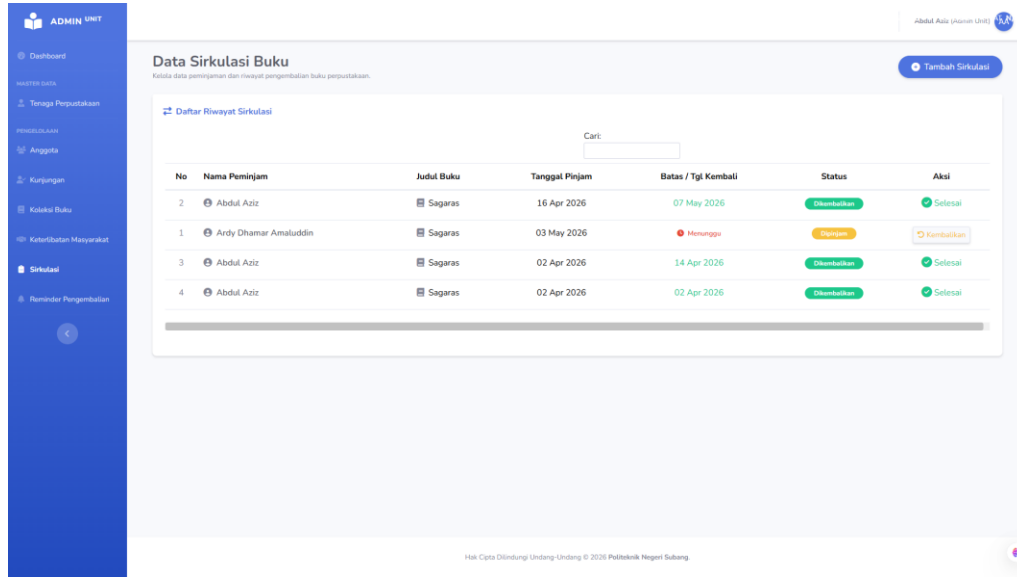 ADMIN UNIT
Abdul Aziz (Admin Unit)
Dashboard
MASTER DATA
Tenaga Perpustakaan
PENGELOLAAN
Anggota
Kunjungan
Koleksi Buku
Keterlibatan Masyarakat
Sirkulasi
Reminder Pengembalian
Data Sirkulasi Buku
Kelola data peminjaman dan riwayat pengembalian buku perpustakaan.
Tambah Sirkulasi
Daftar Riwayat Sirkulasi
Cari:
No Nama Peminjam Judul Buku Tanggal Pinjam Batas / Tgl Kembali Status Aksi
2 Abdul Aziz Sagaras 16 Apr 2026 07 May 2026 Dikembalikan Selesai
1 Ardy Dhamar Amaluddin Sagaras 03 May 2026 Menunggu Dipinjam Kembalikan
3 Abdul Aziz Sagaras 02 Apr 2026 14 Apr 2026 Dikembalikan Selesai
4 Abdul Aziz Sagaras 02 Apr 2026 02 Apr 2026 Dikembalikan Selesai
Hak Cipta Dilindungi Undang-Undang © 2026 Politeknik Negeri Subang.